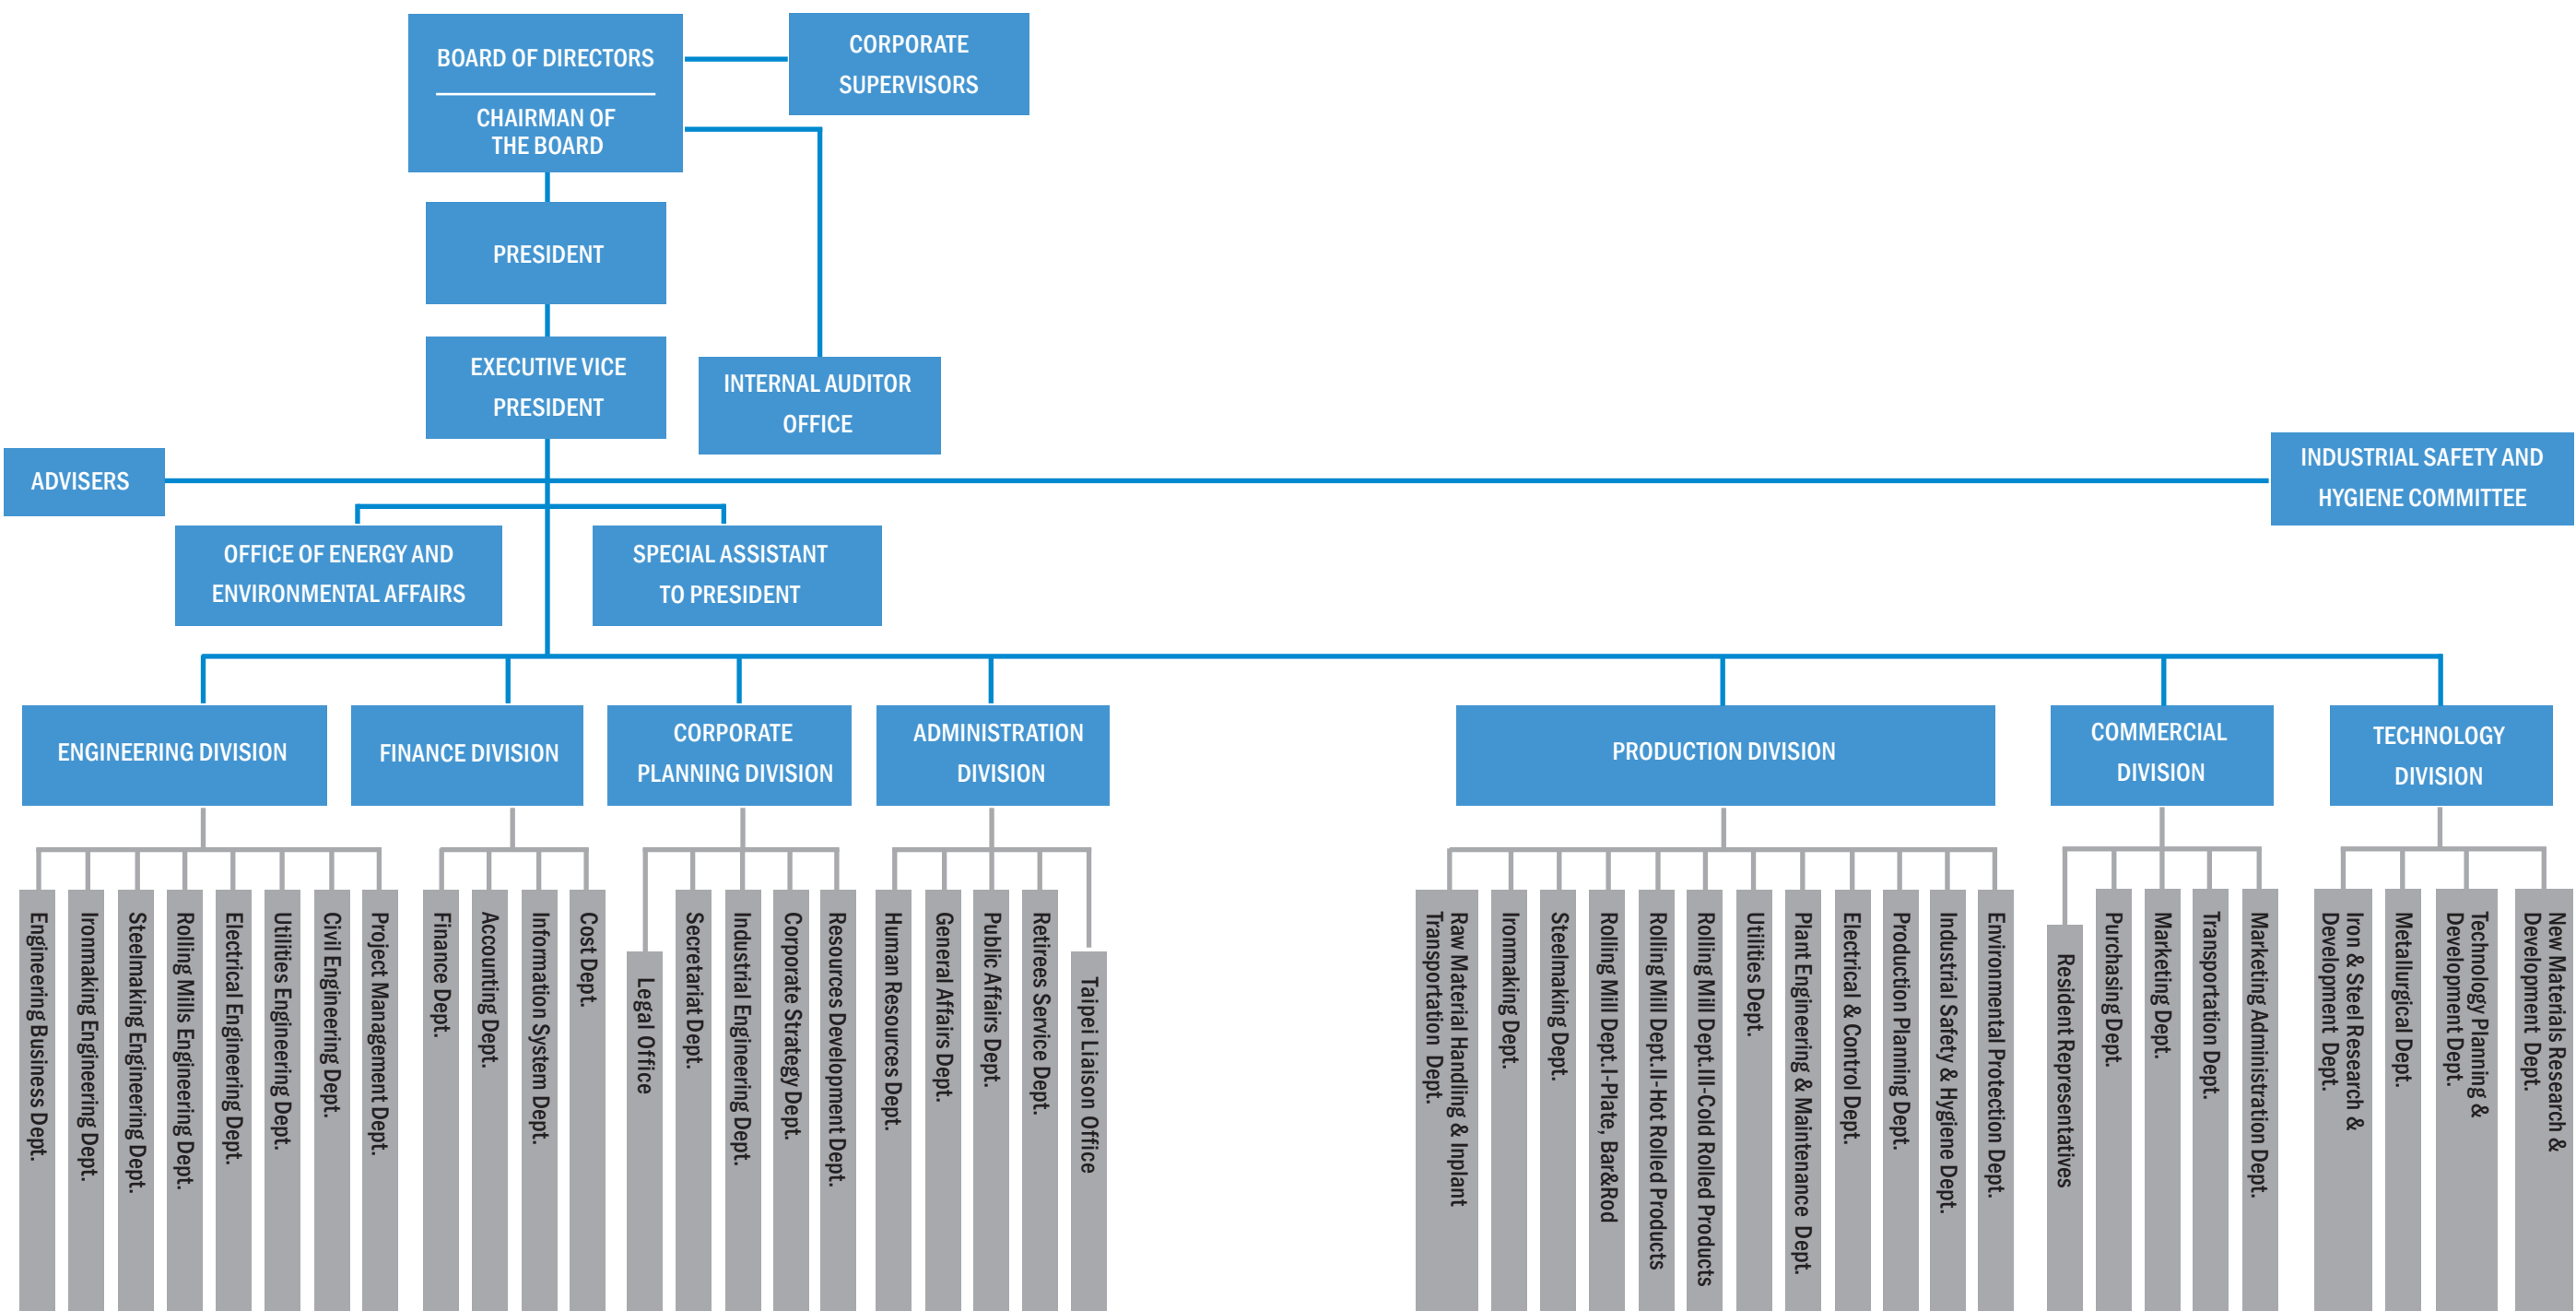 BOARD OF DIRECTORS
CHAIRMAN OF
THE BOARD
CORPORATE
SUPERVISORS
PRESIDENT
EXECUTIVE VICE
PRESIDENT
INTERNAL AUDITOR
OFFICE
ADVISERS
INDUSTRIAL SAFETY AND
HYGIENE COMMITTEE
OFFICE OF ENERGY AND
ENVIRONMENTAL AFFAIRS
SPECIAL ASSISTANT
TO PRESIDENT
ENGINEERING DIVISION
FINANCE DIVISION
CORPORATE
PLANNING DIVISION
ADMINISTRATION
DIVISION
PRODUCTION DIVISION
COMMERCIAL
DIVISION
TECHNOLOGY
DIVISION
Engineering Business Dept.
Ironmaking Engineering Dept.
Steelmaking Engineering Dept.
Rolling Mills Engineering Dept.
Electrical Engineering Dept.
Utilities Engineering Dept.
Civil Engineering Dept.
Project Management Dept.
Finance Dept.
Accounting Dept.
Information System Dept.
Cost Dept.
Legal Office
Secretariat Dept.
Industrial Engineering Dept.
Corporate Strategy Dept.
Resources Development Dept.
Human Resources Dept.
General Affairs Dept.
Public Affairs Dept.
Retirees Service Dept.
Taipei Liaison Office
Raw Material Handling & Inplant
Transportation Dept.
Ironmaking Dept.
Steelmaking Dept.
Rolling Mill Dept.I-Plate, Bar&Rod
Rolling Mill Dept.II-Hot Rolled Products
Rolling Mill Dept.III-Cold Rolled Products
Utilities Dept.
Plant Engineering & Maintenance Dept.
Electrical & Control Dept.
Production Planning Dept.
Industrial Safety & Hygiene Dept.
Environmental Protection Dept.
Resident Representatives
Purchasing Dept.
Marketing Dept.
Transportation Dept.
Marketing Administration Dept.
Iron & Steel Research &
Development Dept.
Metallurgical Dept.
Technology Planning &
Development Dept.
New Materials Research &
Development Dept.